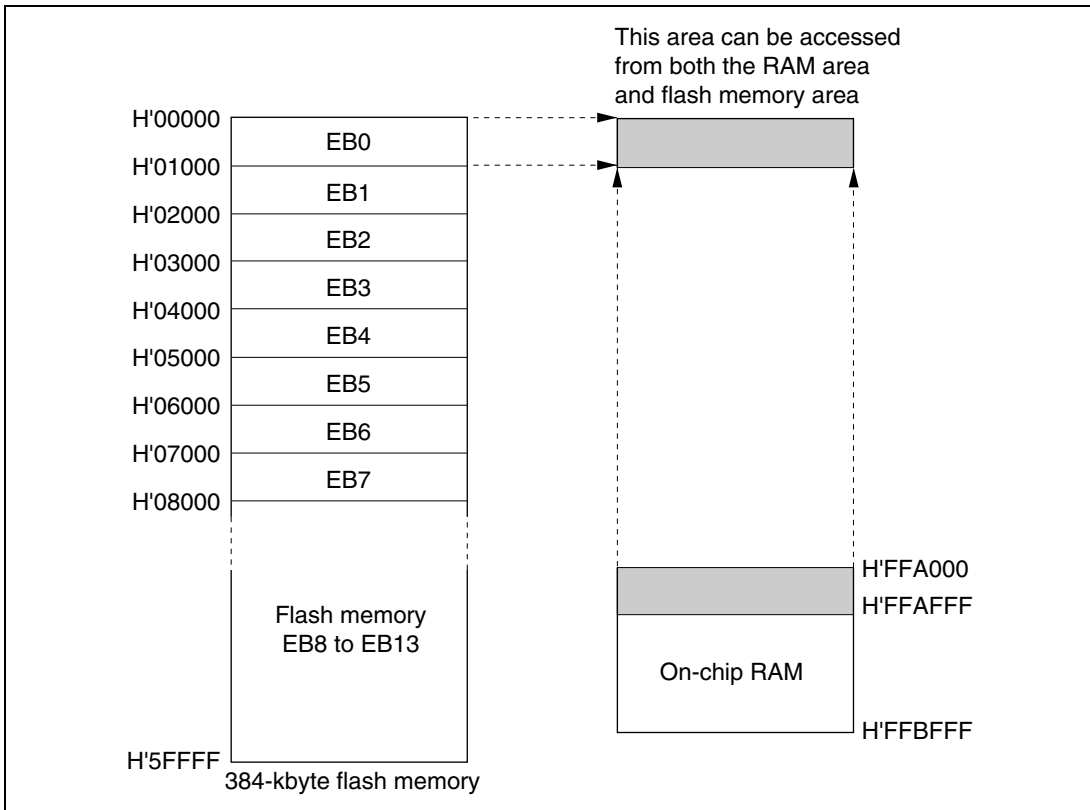 This area can be accessed
from both the RAM area
and flash memory area
H'00000
EB0
H'01000
EB1
H'02000
EB2
H'03000
EB3
H'04000
EB4
H'05000
EB5
H'06000
EB6
H'07000
EB7
H'08000
H'FFA000
H'FFAFFF
Flash memory
EB8 to EB13
On-chip RAM
H'FFBFFF
H'5FFFF
384-kbyte flash memory